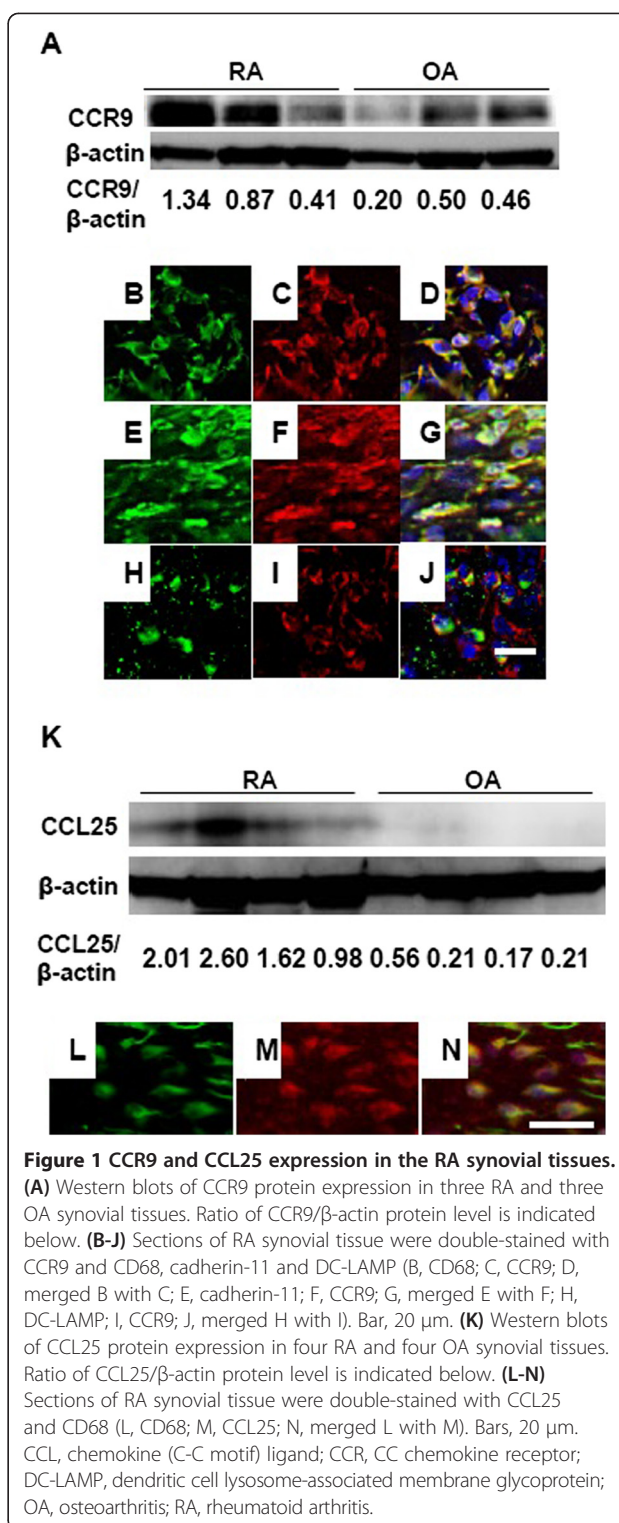 A
RA OA
CCR9
β-actin
CCR9/
β-actin
1.34 0.87 0.41 0.20 0.50 0.46
B C D
E F G
H I J
K
RA OA
CCL25
β-actin
CCL25/
β-actin
2.01 2.60 1.62 0.98 0.56 0.21 0.17 0.21
L M N
Figure 1 CCR9 and CCL25 expression in the RA synovial tissues.
(A) Western blots of CCR9 protein expression in three RA and three
OA synovial tissues. Ratio of CCR9/β-actin protein level is indicated
below. (B-J) Sections of RA synovial tissue were double-stained with
CCR9 and CD68, cadherin-11 and DC-LAMP (B, CD68; C, CCR9; D,
merged B with C; E, cadherin-11; F, CCR9; G, merged E with F; H,
DC-LAMP; I, CCR9; J, merged H with I). Bar, 20 μm. (K) Western blots
of CCL25 protein expression in four RA and four OA synovial tissues.
Ratio of CCL25/β-actin protein level is indicated below. (L-N)
Sections of RA synovial tissue were double-stained with CCL25
and CD68 (L, CD68; M, CCL25; N, merged L with M). Bars, 20 μm.
CCL, chemokine (C-C motif) ligand; CCR, CC chemokine receptor;
DC-LAMP, dendritic cell lysosome-associated membrane glycoprotein;
OA, osteoarthritis; RA, rheumatoid arthritis.